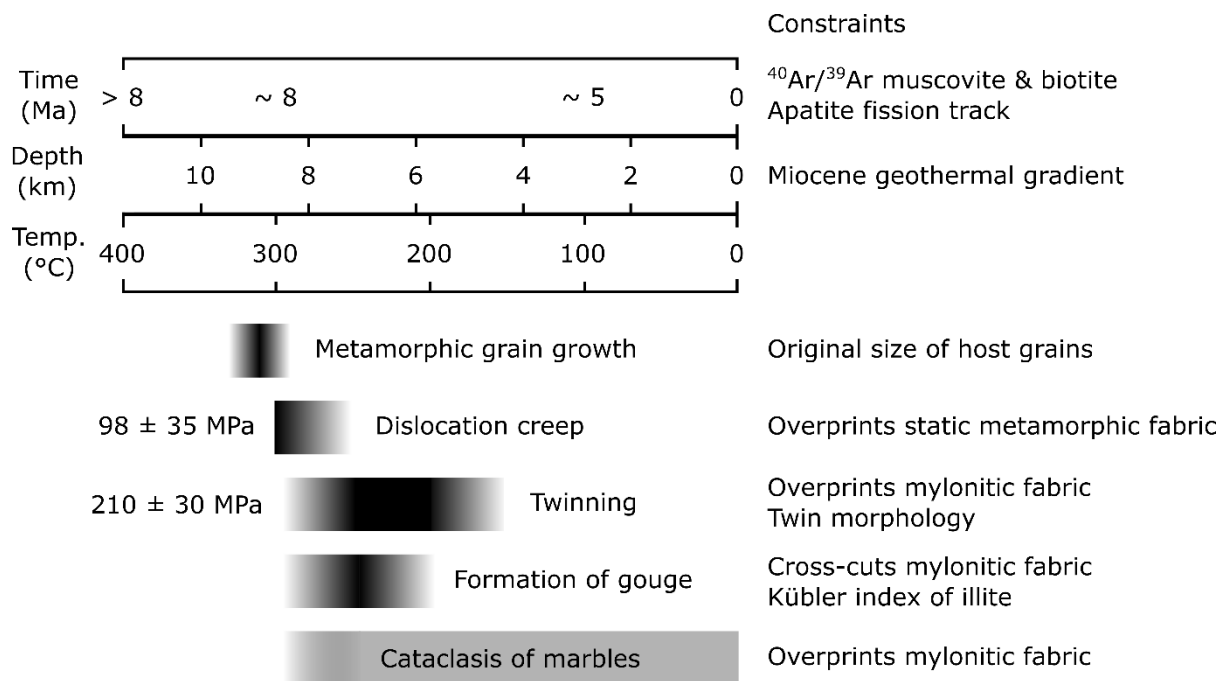 Constraints
Time
(Ma)
> 8 ~ 8 ~ 5 0
⁴⁰Ar/³⁹Ar muscovite & biotite
Apatite fission track
Depth
(km)
10 8 6 4 2 0
Miocene geothermal gradient
Temp.
(°C)
400 300 200 100 0
Metamorphic grain growth
Original size of host grains
98 ± 35 MPa
Dislocation creep
Overprints static metamorphic fabric
210 ± 30 MPa
Twinning
Overprints mylonitic fabric
Twin morphology
Formation of gouge
Cross-cuts mylonitic fabric
Kübler index of illite
Cataclasis of marbles
Overprints mylonitic fabric